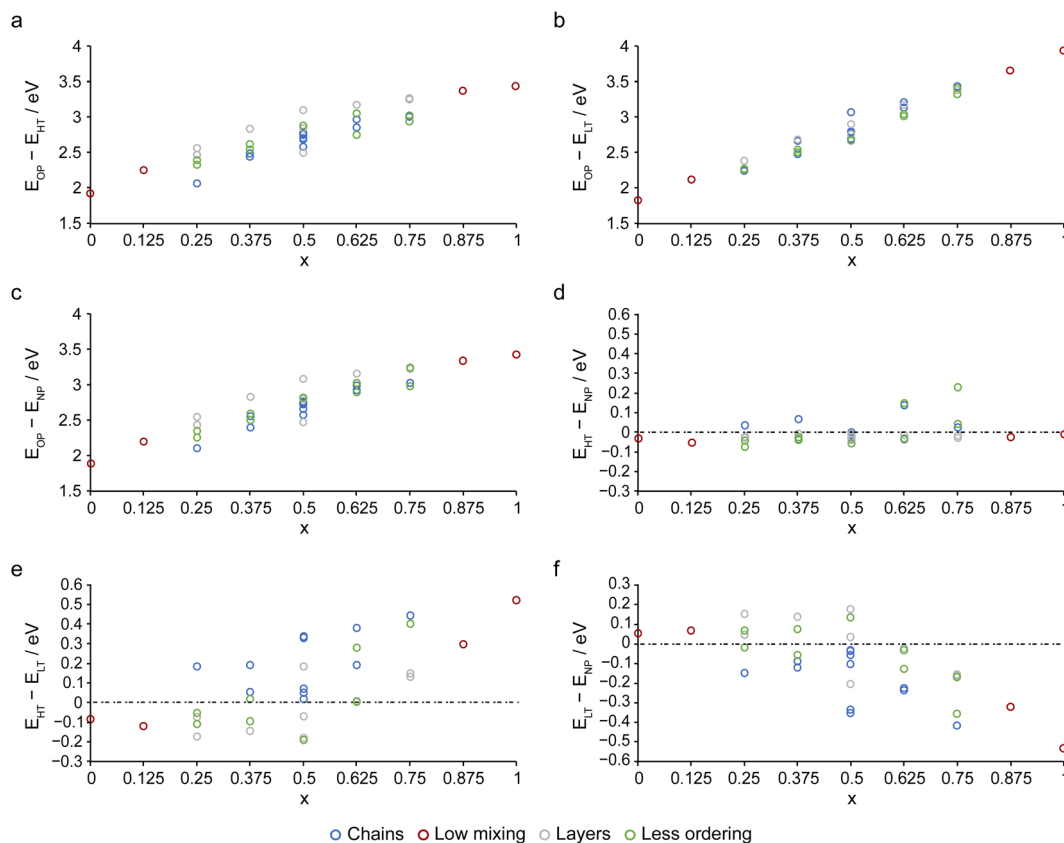 a
E_OP − E_HT / eV
4
3.5
3
2.5
2
1.5
0 0.125 0.25 0.375 0.5 0.625 0.75 0.875 1
x
b
E_OP − E_LT / eV
4
3.5
3
2.5
2
1.5
0 0.125 0.25 0.375 0.5 0.625 0.75 0.875 1
x
c
E_OP − E_NP / eV
4
3.5
3
2.5
2
1.5
0 0.125 0.25 0.375 0.5 0.625 0.75 0.875 1
x
d
E_HT − E_NP / eV
0.6
0.5
0.4
0.3
0.2
0.1
0
−0.1
−0.2
−0.3
0 0.125 0.25 0.375 0.5 0.625 0.75 0.875 1
x
e
E_HT − E_LT / eV
0.6
0.5
0.4
0.3
0.2
0.1
0
−0.1
−0.2
−0.3
0 0.125 0.25 0.375 0.5 0.625 0.75 0.875 1
x
f
E_LT − E_NP / eV
0.3
0.2
0.1
0
−0.1
−0.2
−0.3
−0.4
−0.5
−0.6
0 0.125 0.25 0.375 0.5 0.625 0.75 0.875 1
x
Chains Low mixing Layers Less ordering